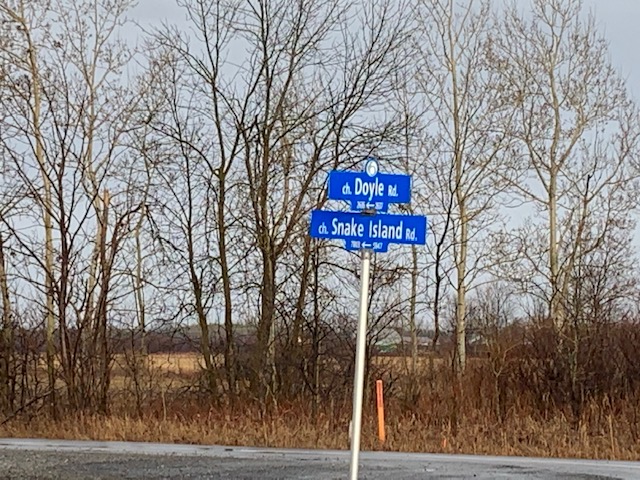 ch. Doyle Rd.
ch. Snake Island Rd.